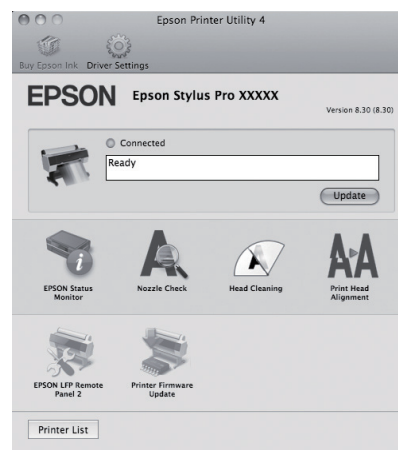 Epson Printer Utility 4
Buy Epson Ink Driver Settings
EPSON Epson Stylus Pro XXXXX
Version 8.30 (8.30)
Connected
Ready
Update
EPSON Status
Monitor
Nozzle Check
Head Cleaning
Print Head
Alignment
EPSON LFP Remote
Panel 2
Printer Firmware
Update
Printer List